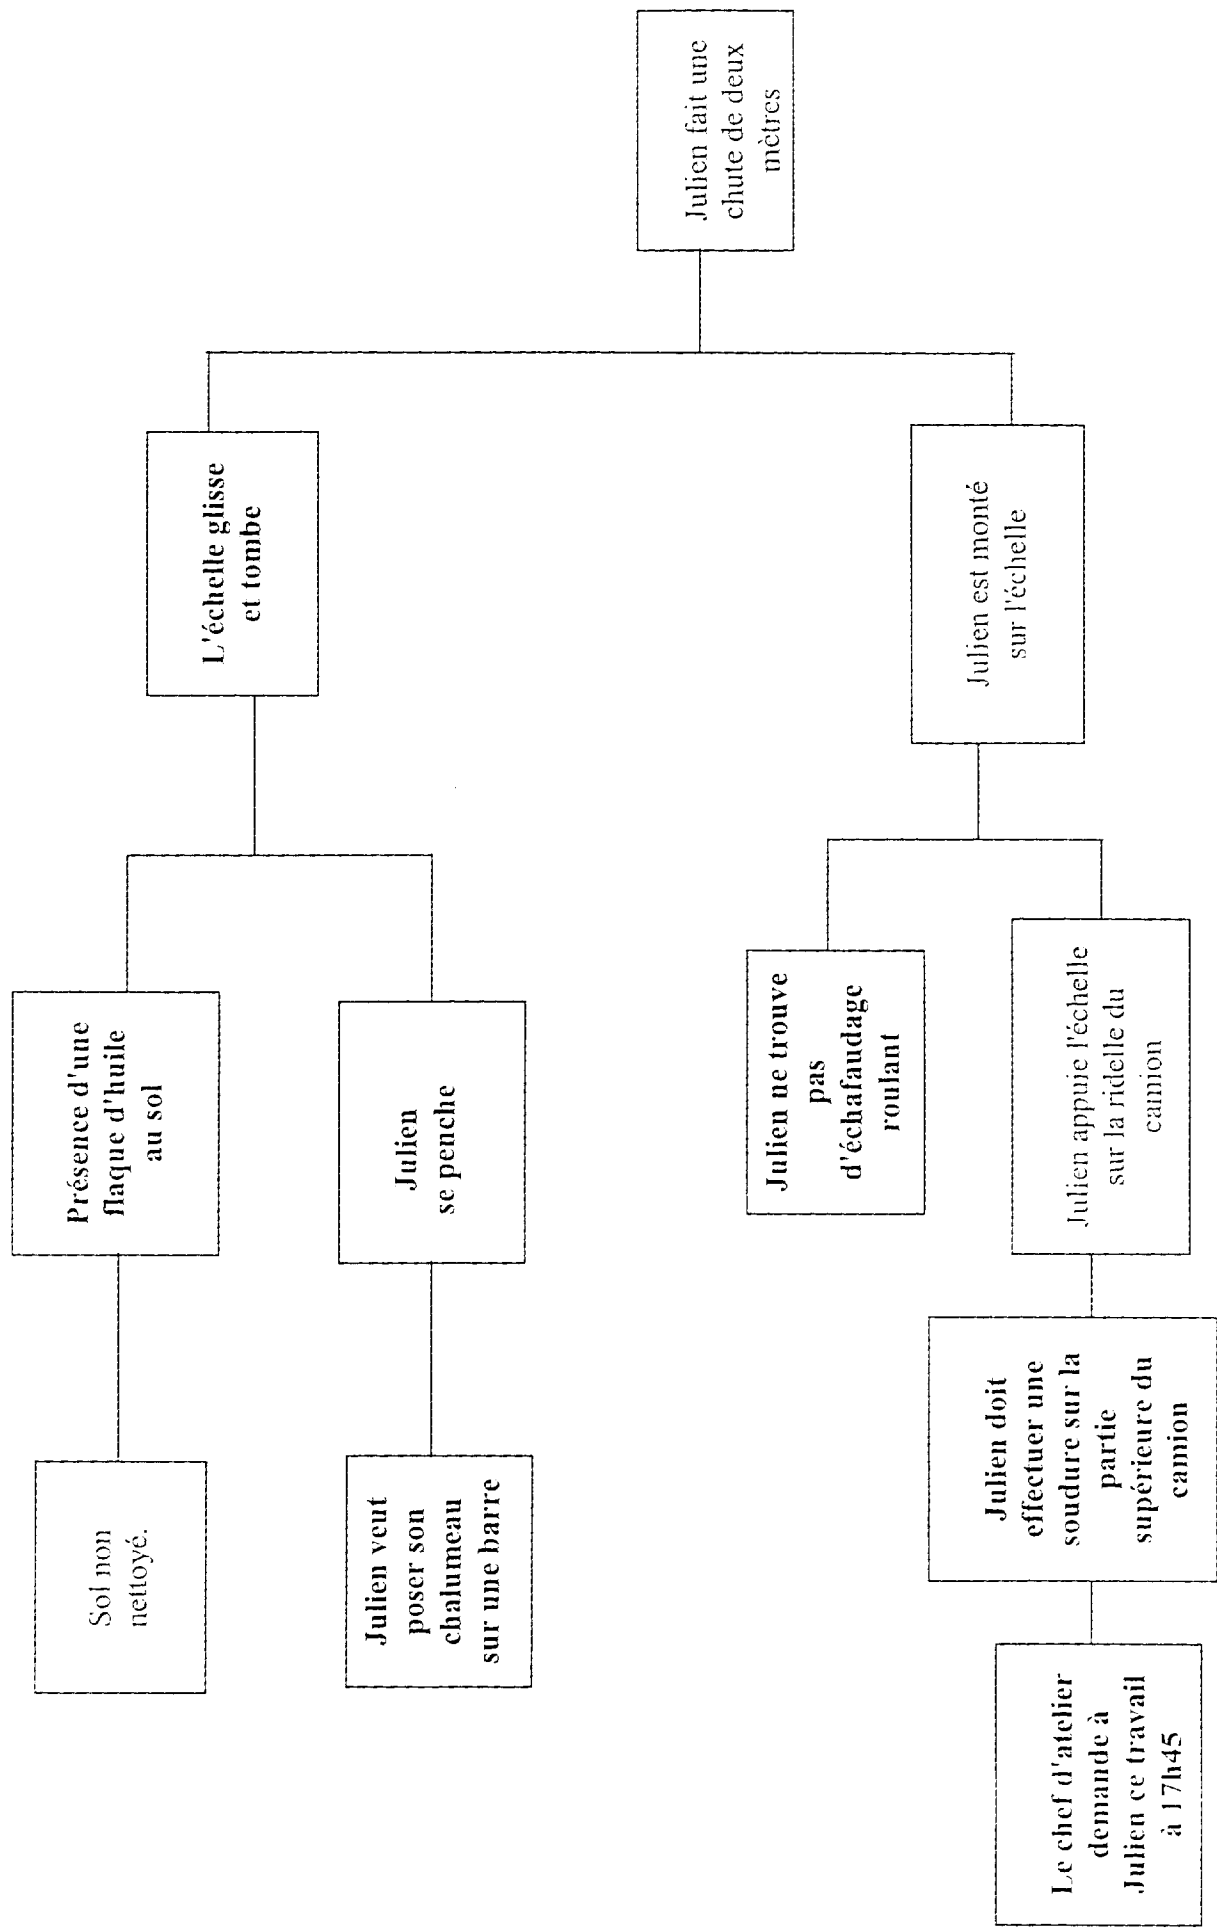 Sol non
nettoyé.
Présence d'une
flaque d'huile
au sol
L'échelle glisse
et tombe
Julien veut
poser son
chalumeau
sur une barre
Julien
se penche
Julien fait une
chute de deux
mètres
Julien ne trouve
pas
d'échafaudage
roulant
Julien est monté
sur l'échelle
Le chef d'atelier
demande à
Julien ce travail
à 17h45
Julien doit
effectuer une
soudure sur la
partie
supérieure du
camion
Julien appuie l'échelle
sur la ridelle du
camion